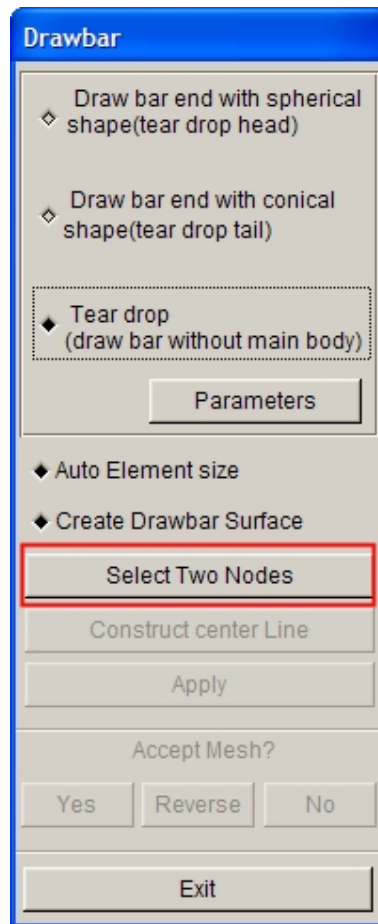 Drawbar
Draw bar end with spherical
shape(tear drop head)
Draw bar end with conical
shape(tear drop tail)
Tear drop
(draw bar without main body)
Parameters
Auto Element size
Create Drawbar Surface
Select Two Nodes
Construct center Line
Apply
Accept Mesh?
Yes Reverse No
Exit